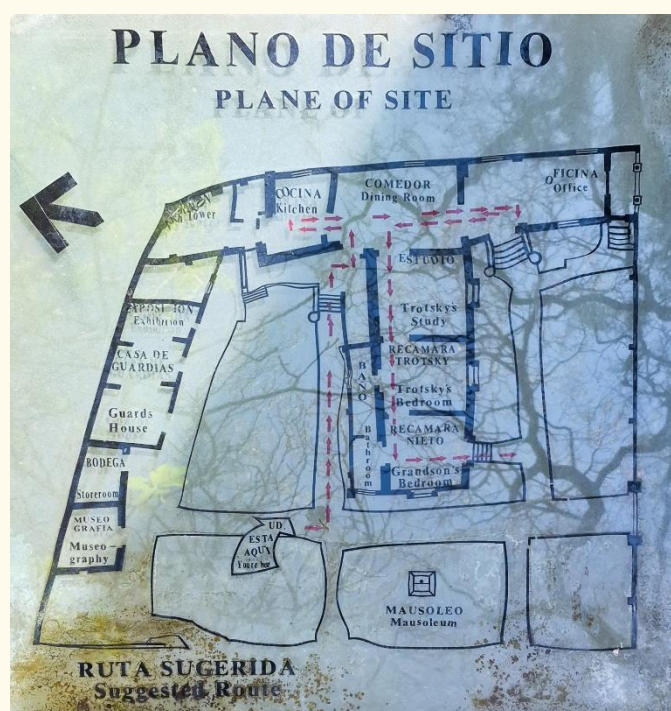 PLANO DE SITIO
PLANE OF SITE
Tower
COCINA
Kitchen
COMEDOR
Dining Room
OFICINA
Office
ESTUDIO
Trotsky's
Study
RECAMARA
TROTSKY
Trotsky's
Bedroom
RECAMARA
NIETO
Grandson's
Bedroom
BAÑO
Bathroom
EXPOSICION
Exhibition
CASA DE
GUARDIAS
Guards
House
BODEGA
Storeroom
MUSEO
GRAFIA
Museo-
graphy
UD.
ESTA
AQUI
You're here
MAUSOLEO
Mausoleum
RUTA SUGERIDA
Suggested Route